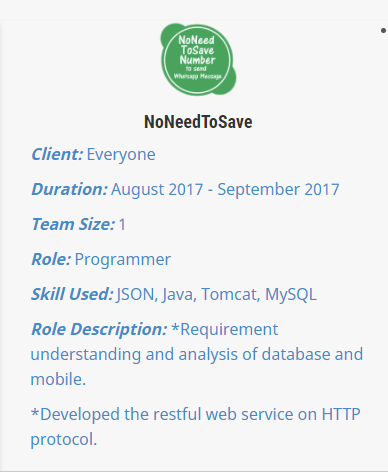 NoNeed
ToSave
Number
to send
Whatsapp Message
NoNeedToSave
Client: Everyone
Duration: August 2017 - September 2017
Team Size: 1
Role: Programmer
Skill Used: JSON, Java, Tomcat, MySQL
Role Description: *Requirement
understanding and analysis of database and
mobile.
*Developed the restful web service on HTTP
protocol.